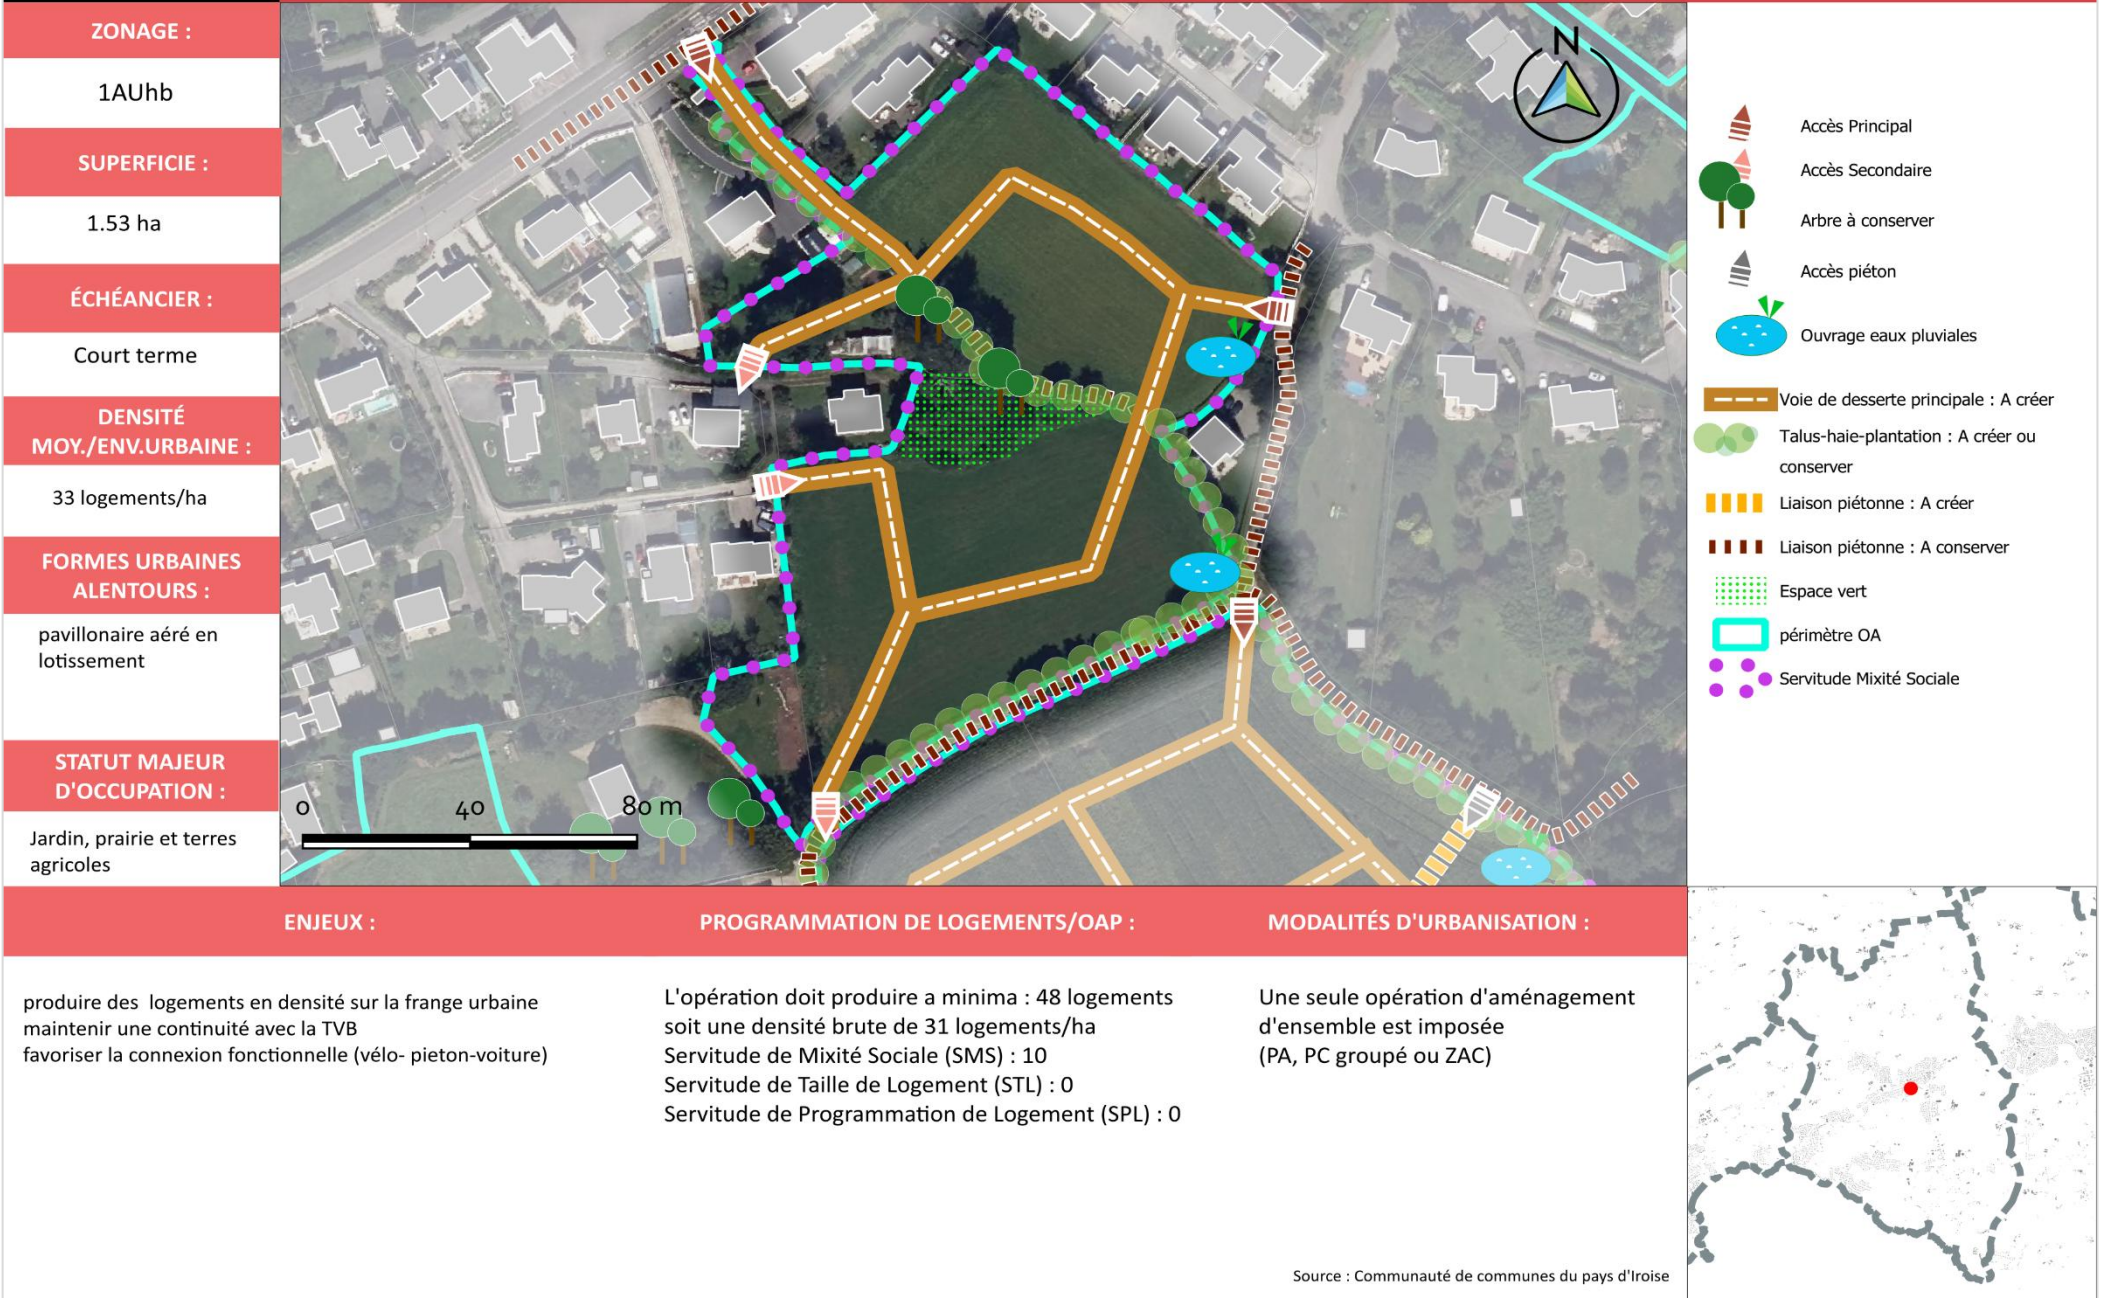 ZONAGE :
1AUhb
SUPERFICIE :
1.53 ha
ÉCHÉANCIER :
Court terme
DENSITÉ
MOY./ENV.URBAINE :
33 logements/ha
FORMES URBAINES
ALENTOURS :
pavillonaire aéré en
lotissement
STATUT MAJEUR
D'OCCUPATION :
Jardin, prairie et terres
agricoles
N
0 40 80 m
Accès Principal
Accès Secondaire
Arbre à conserver
Accès piéton
Ouvrage eaux pluviales
Voie de desserte principale : A créer
Talus-haie-plantation : A créer ou
conserver
Liaison piétonne : A créer
Liaison piétonne : A conserver
Espace vert
périmètre OA
Servitude Mixité Sociale
ENJEUX :
produire des  logements en densité sur la frange urbaine
maintenir une continuité avec la TVB
favoriser la connexion fonctionnelle (vélo- pieton-voiture)
PROGRAMMATION DE LOGEMENTS/OAP :
L'opération doit produire a minima : 48 logements
soit une densité brute de 31 logements/ha
Servitude de Mixité Sociale (SMS) : 10
Servitude de Taille de Logement (STL) : 0
Servitude de Programmation de Logement (SPL) : 0
MODALITÉS D'URBANISATION :
Une seule opération d'aménagement
d'ensemble est imposée
(PA, PC groupé ou ZAC)
Source : Communauté de communes du pays d'Iroise